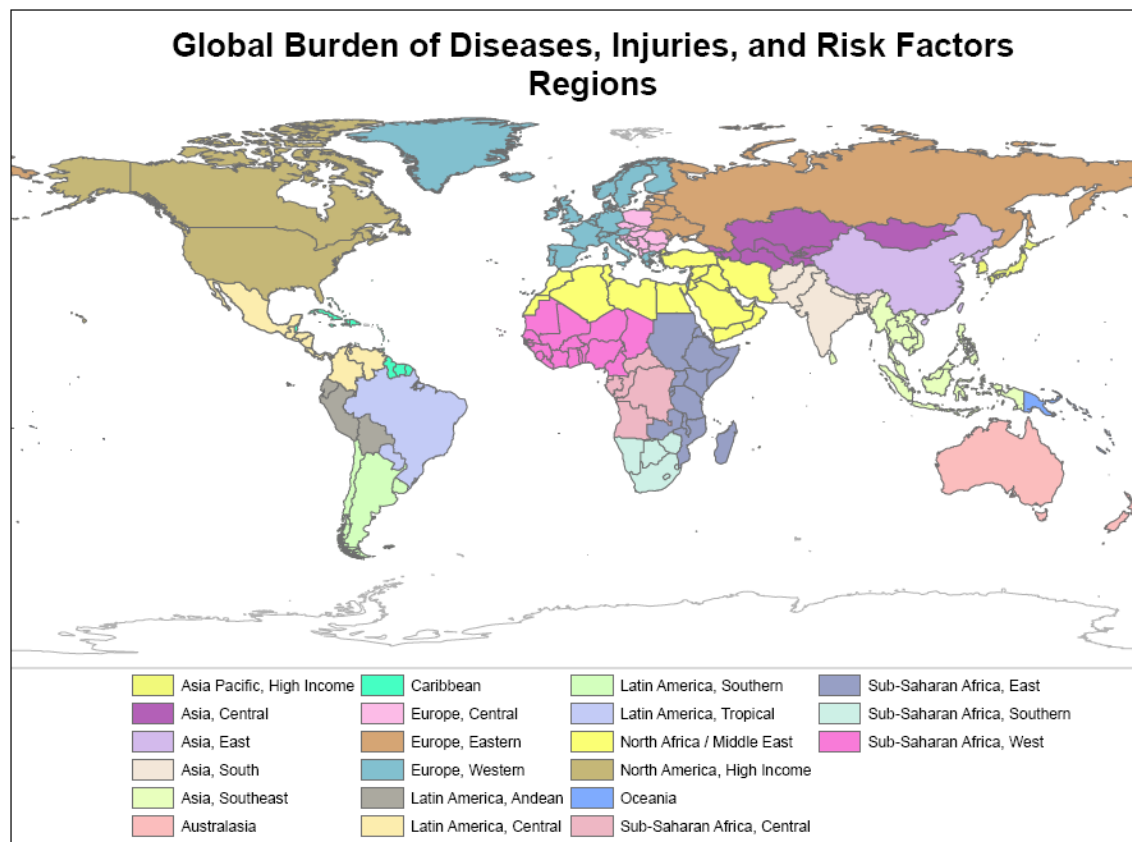 Global Burden of Diseases, Injuries, and Risk Factors
Regions
Asia Pacific, High Income
Asia, Central
Asia, East
Asia, South
Asia, Southeast
Australasia
Caribbean
Europe, Central
Europe, Eastern
Europe, Western
Latin America, Andean
Latin America, Central
Latin America, Southern
Latin America, Tropical
North Africa / Middle East
North America, High Income
Oceania
Sub-Saharan Africa, Central
Sub-Saharan Africa, East
Sub-Saharan Africa, Southern
Sub-Saharan Africa, West